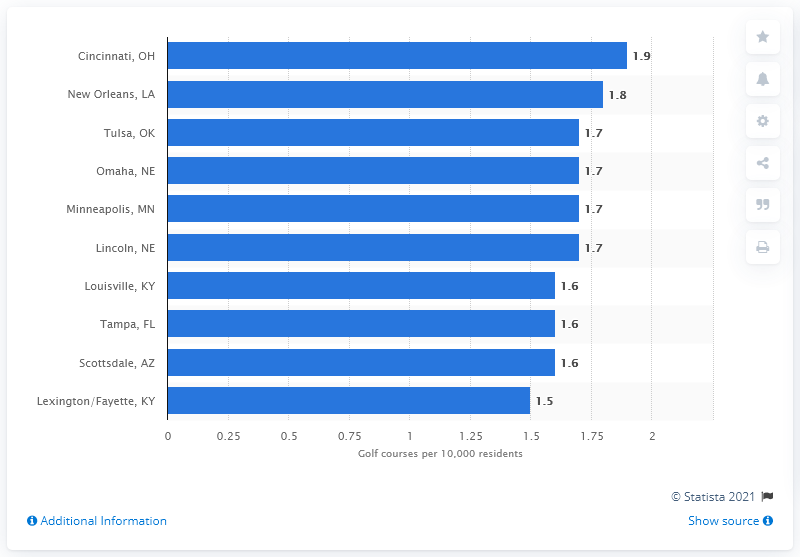 Cincinnati, OH 1.9
New Orleans, LA 1.8
Tulsa, OK 1.7
Omaha, NE 1.7
Minneapolis, MN 1.7
Lincoln, NE 1.7
Louisville, KY 1.6
Tampa, FL 1.6
Scottsdale, AZ 1.6
Lexington/Fayette, KY 1.5
0 0.25 0.5 0.75 1 1.25 1.5 1.75 2
Golf courses per 10,000 residents
© Statista 2021
Additional Information Show source